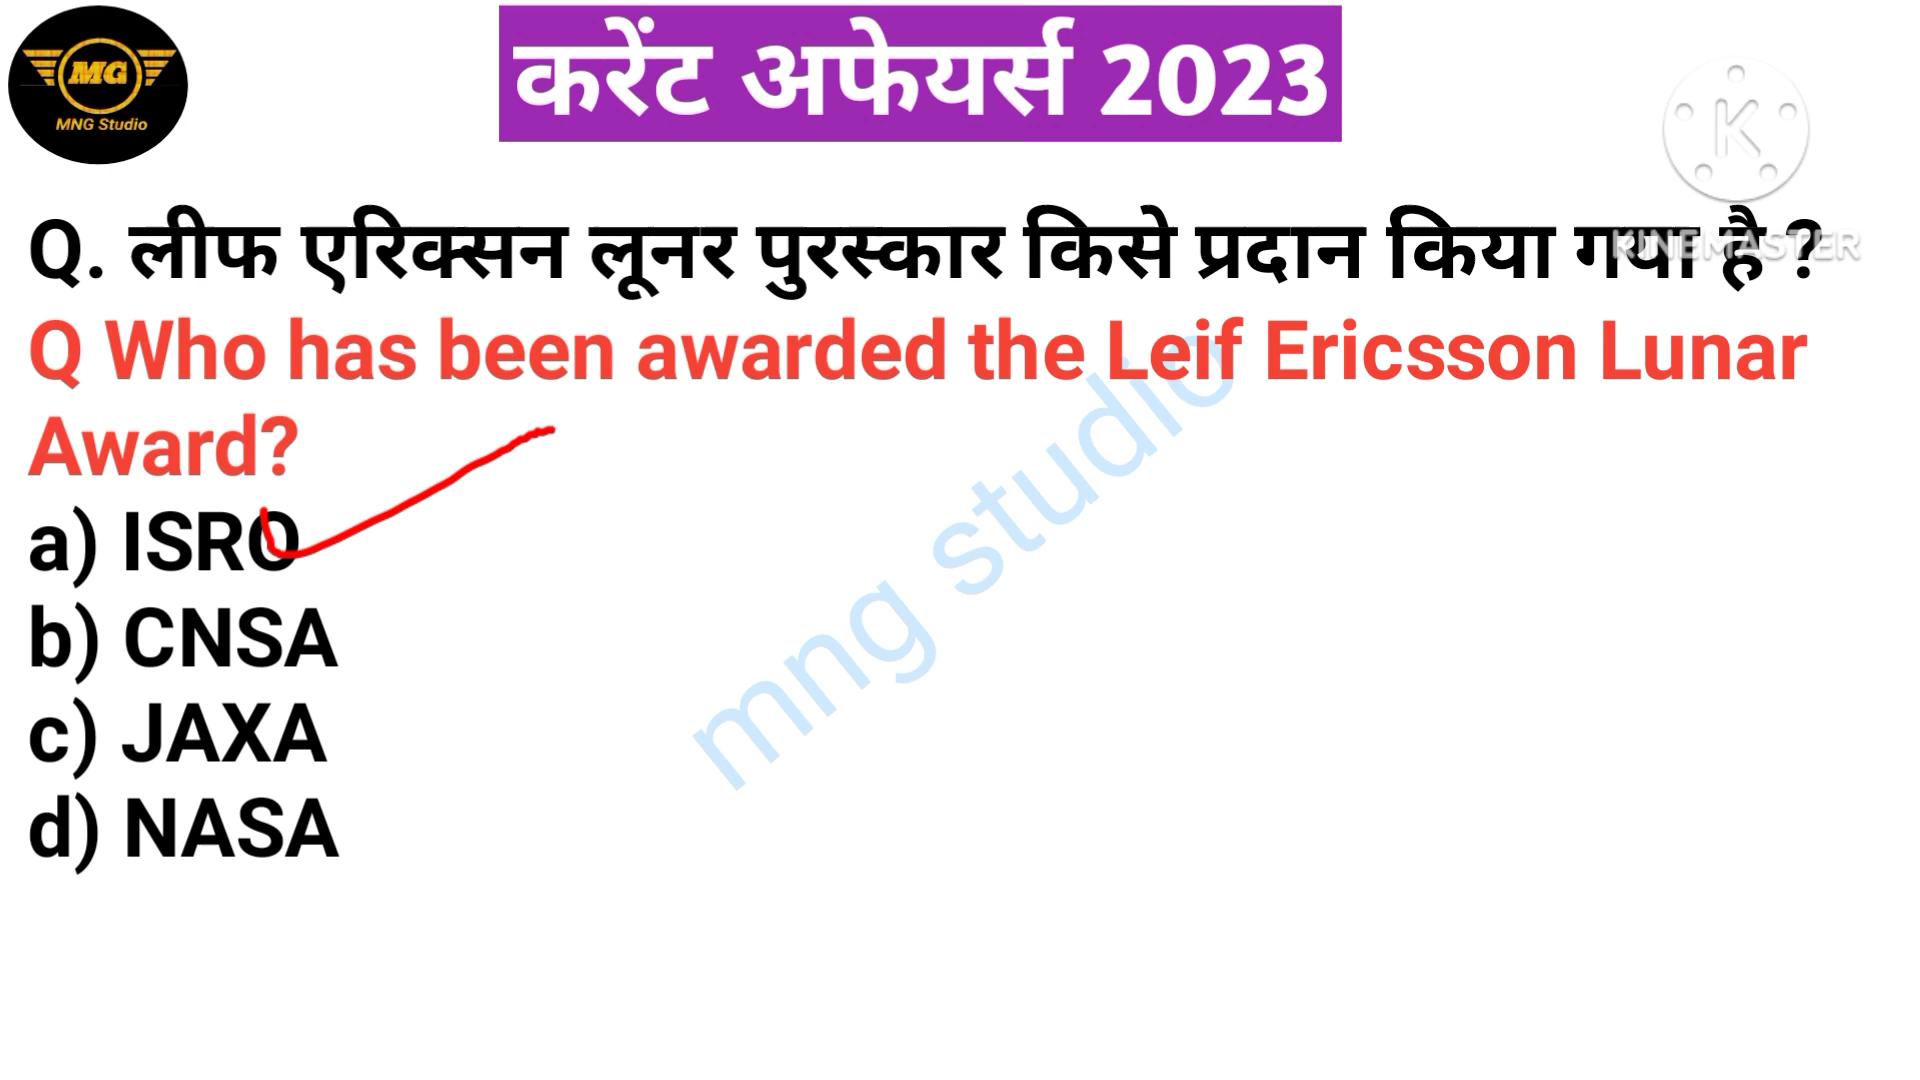 MG
MNG Studio
करेंट अफेयर्स 2023
K
KINEMASTER
Q. लीफ एरिक्सन लूनर पुरस्कार किसे प्रदान किया गया है ?
Q Who has been awarded the Leif Ericsson Lunar
Award?
a) ISRO
b) CNSA
c) JAXA
d) NASA
mng studio